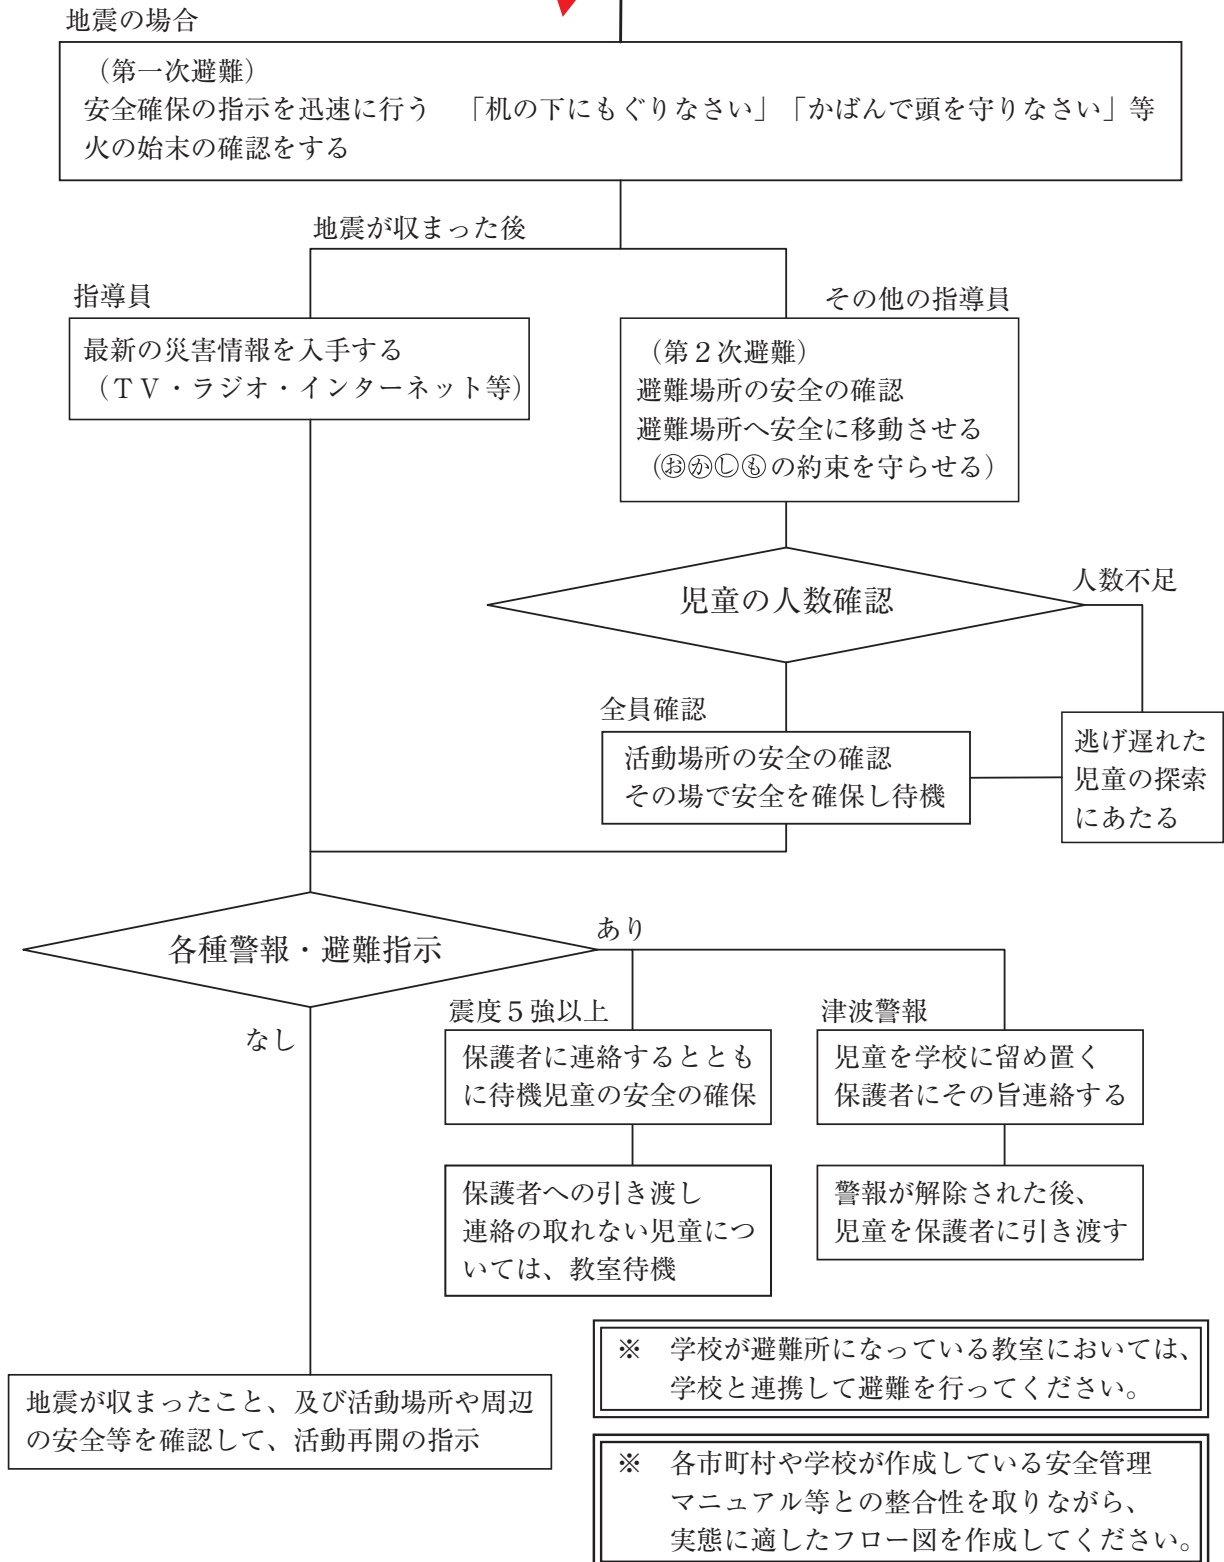 地震の場合
（第一次避難）
安全確保の指示を迅速に行う　「机の下にもぐりなさい」「かばんで頭を守りなさい」等
火の始末の確認をする
地震が収まった後
指導員
最新の災害情報を入手する
（ＴＶ・ラジオ・インターネット等）
その他の指導員
（第２次避難）
避難場所の安全の確認
避難場所へ安全に移動させる
（おかしもの約束を守らせる）
児童の人数確認
人数不足
全員確認
活動場所の安全の確認
その場で安全を確保し待機
逃げ遅れた
児童の探索
にあたる
各種警報・避難指示
あり
なし
震度５強以上
保護者に連絡するととも
に待機児童の安全の確保
保護者への引き渡し
連絡の取れない児童につ
いては、教室待機
津波警報
児童を学校に留め置く
保護者にその旨連絡する
警報が解除された後、
児童を保護者に引き渡す
地震が収まったこと、及び活動場所や周辺
の安全等を確認して、活動再開の指示
※　学校が避難所になっている教室においては、
学校と連携して避難を行ってください。
※　各市町村や学校が作成している安全管理
マニュアル等との整合性を取りながら、
実態に適したフロー図を作成してください。